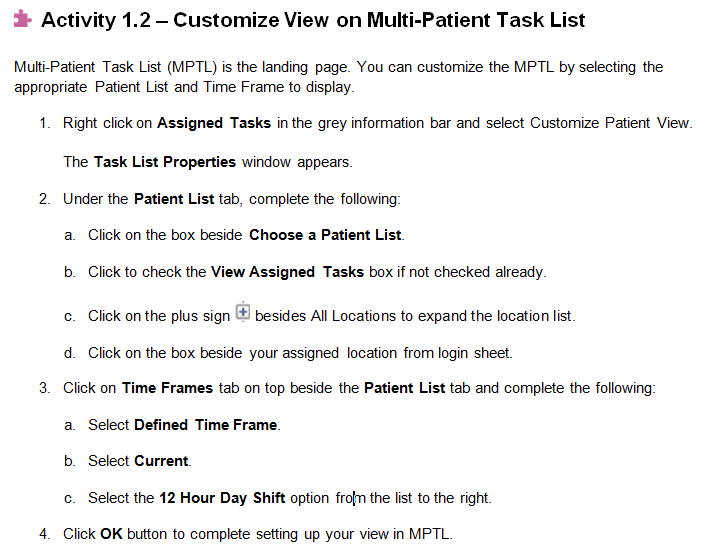 Activity 1.2 – Customize View on Multi-Patient Task List
Multi-Patient Task List (MPTL) is the landing page. You can customize the MPTL by selecting the
appropriate Patient List and Time Frame to display.
1. Right click on Assigned Tasks in the grey information bar and select Customize Patient View.
The Task List Properties window appears.
2. Under the Patient List tab, complete the following:
a. Click on the box beside Choose a Patient List.
b. Click to check the View Assigned Tasks box if not checked already.
c. Click on the plus sign besides All Locations to expand the location list.
d. Click on the box beside your assigned location from login sheet.
3. Click on Time Frames tab on top beside the Patient List tab and complete the following:
a. Select Defined Time Frame.
b. Select Current.
c. Select the 12 Hour Day Shift option from the list to the right.
4. Click OK button to complete setting up your view in MPTL.